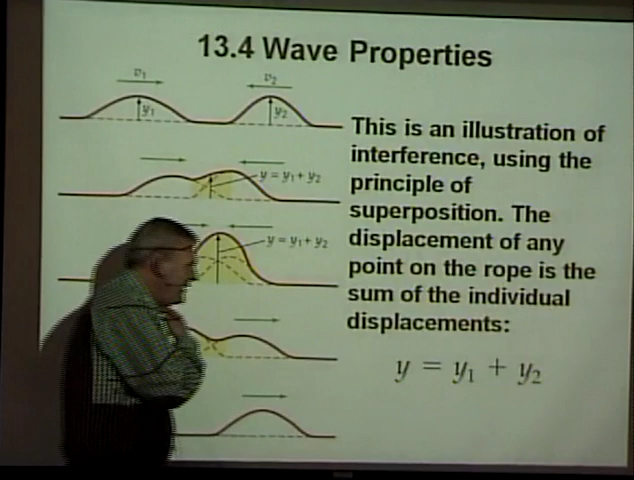 13.4 Wave Properties
v₁
v₂
y₁
y₂
This is an illustration of
interference, using the
principle of
superposition. The
displacement of any
point on the rope is the
sum of the individual
displacements:
y = y₁ + y₂
y = y₁ + y₂
y = y₁ + y₂